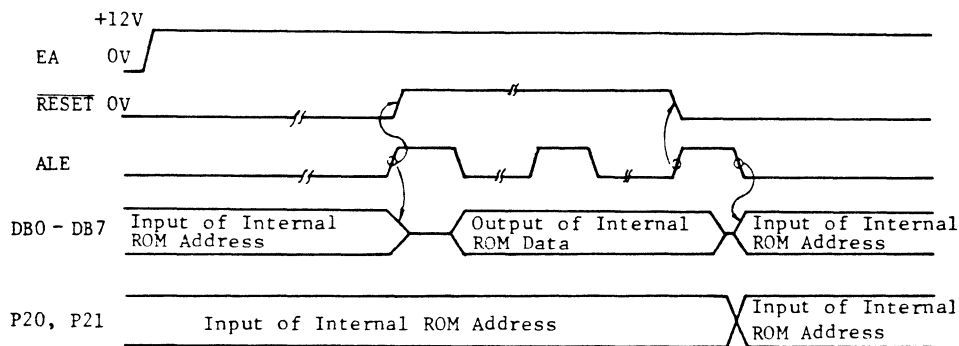 +12V
EA 0V
RESET 0V
ALE
DB0 - DB7
Input of Internal
ROM Address
Output of Internal
ROM Data
Input of Internal
ROM Address
P20, P21
Input of Internal ROM Address
Input of Internal
ROM Address